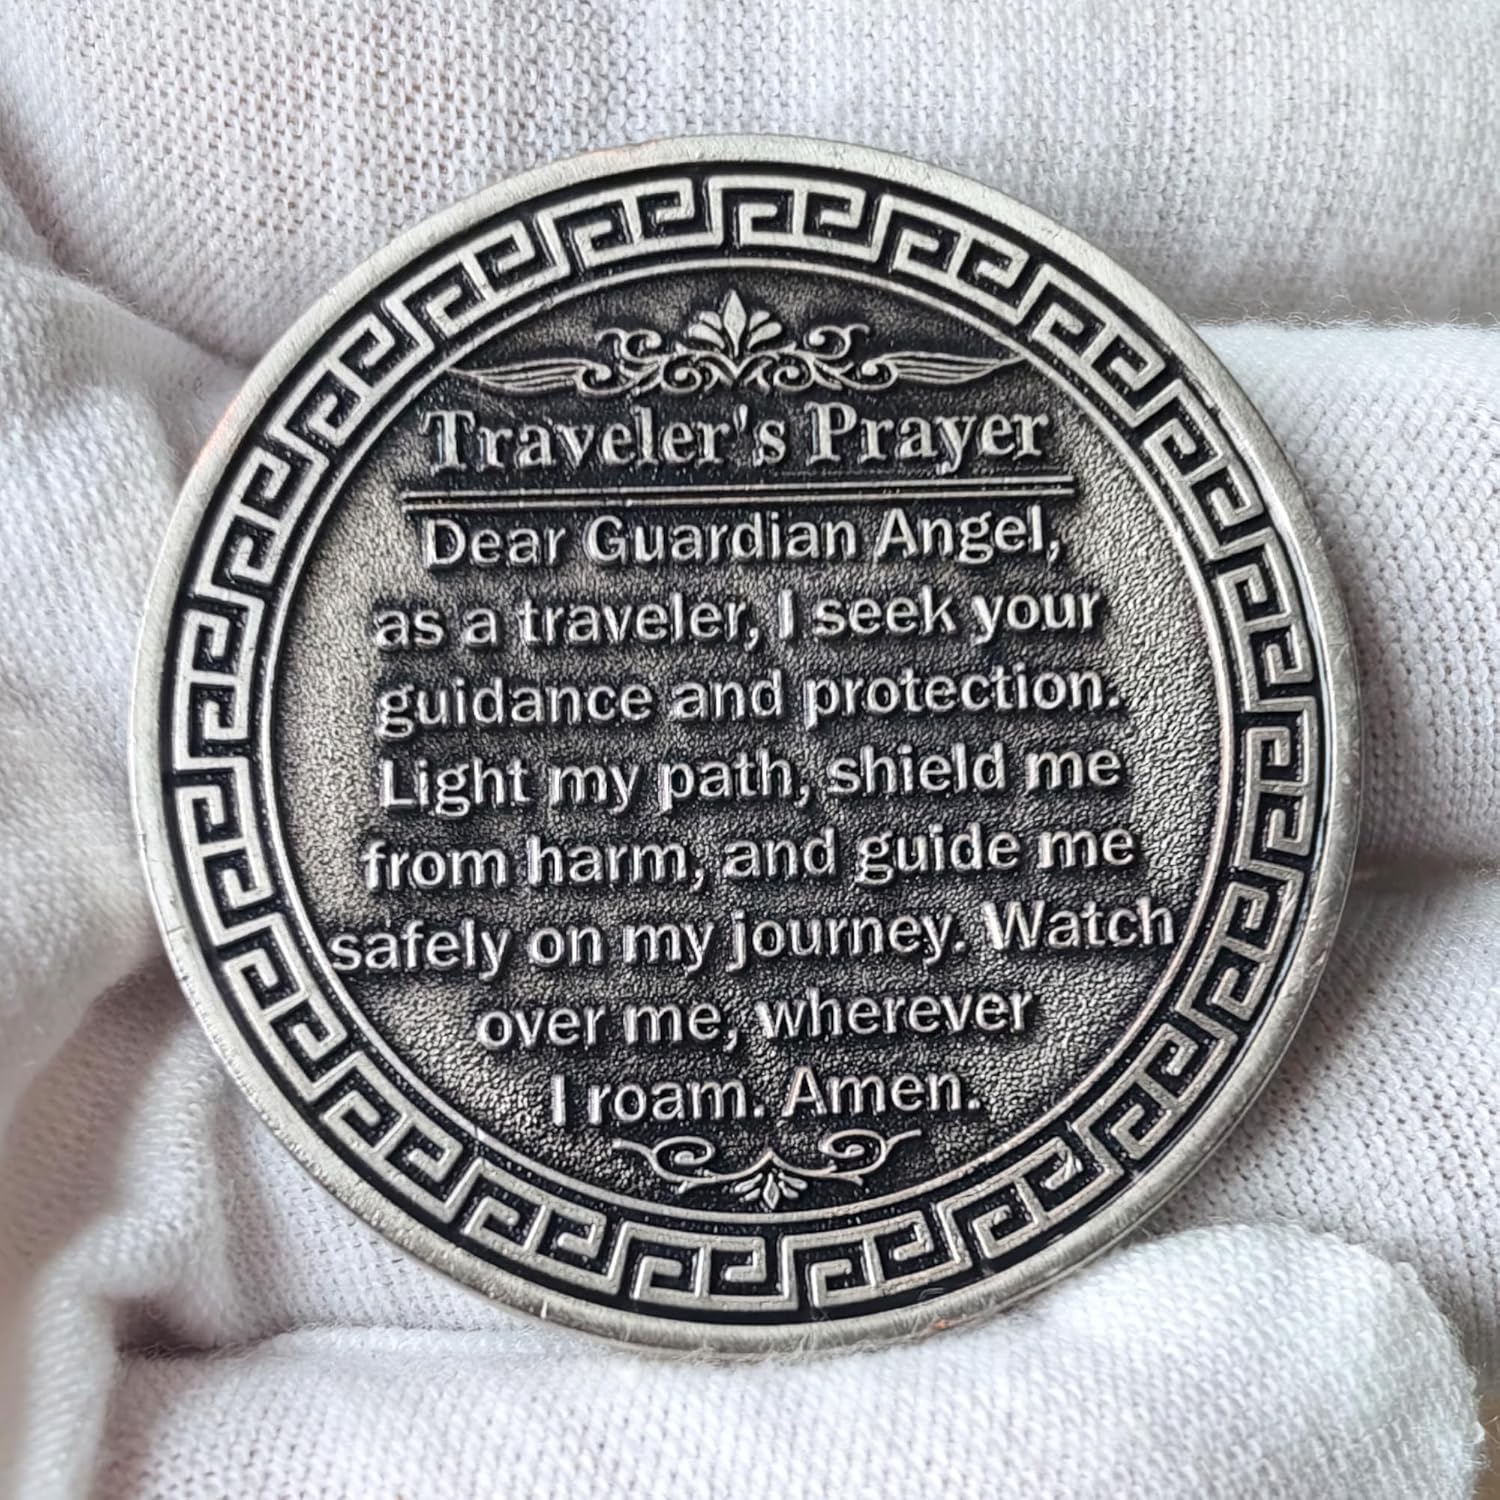 Traveler's Prayer
Dear Guardian Angel,
as a traveler, I seek your
guidance and protection.
Light my path, shield me
from harm, and guide me
safely on my journey. Watch
over me, wherever
I roam. Amen.